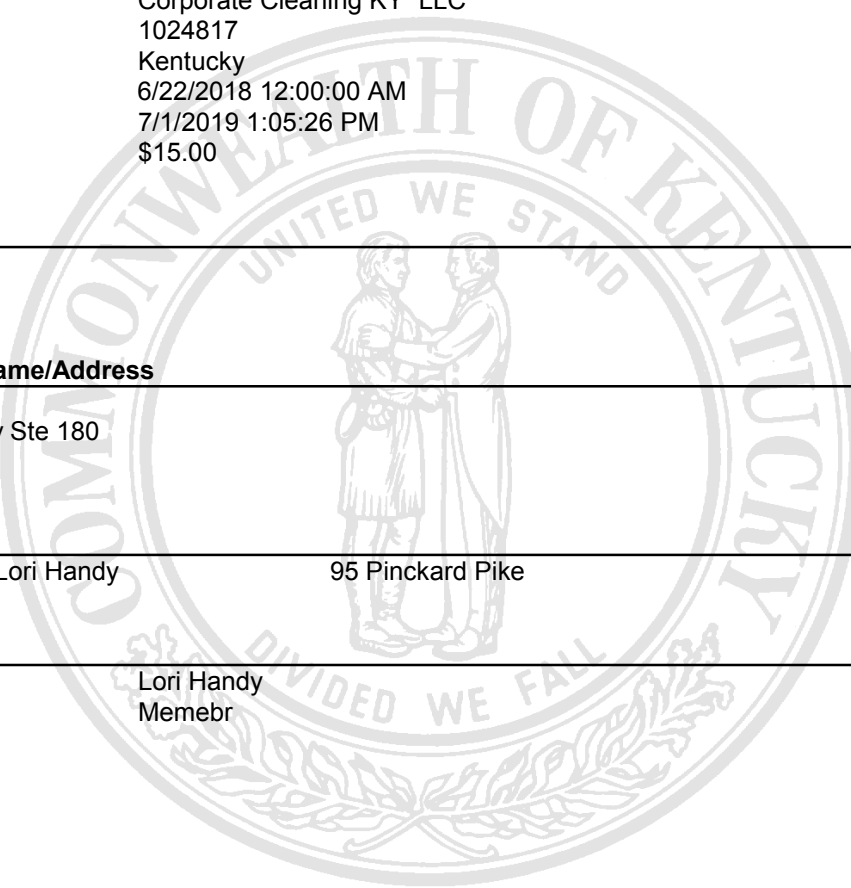 Corporate Cleaning KY LLC
1024817
Kentucky
6/22/2018 12:00:00 AM
7/1/2019 1:05:26 PM
$15.00
COMMONWEALTH OF KENTUCKY
UNITED WE STAND
ame/Address
Ste 180
Lori Handy 95 Pinckard Pike
DIVIDED WE FALL
Lori Handy
Memebr